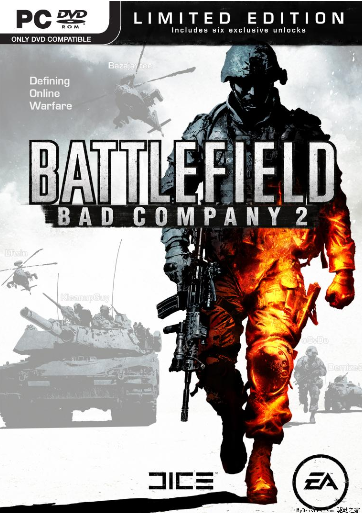 PC DVD
ROM
ONLY DVD COMPATIBLE
LIMITED EDITION
Includes six exclusive unlocks
Defining
Online
Warfare
BATTLEFIELD
BAD COMPANY 2
DICE
EA